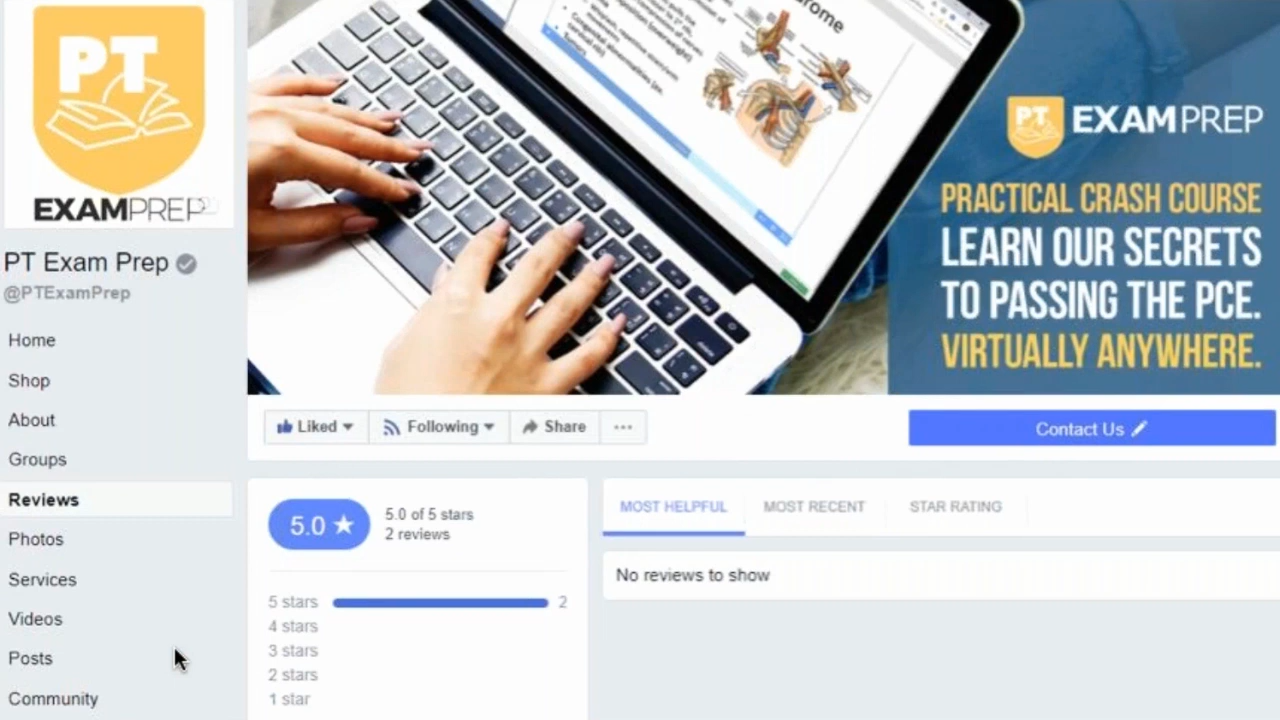 PT
EXAMPREP
PT Exam Prep
@PTExamPrep
Home
Shop
About
Groups
Reviews
Photos
Services
Videos
Posts
Community
PT EXAMPREP
PRACTICAL CRASH COURSE
LEARN OUR SECRETS
TO PASSING THE PCE.
VIRTUALLY ANYWHERE.
Liked
Following
Share
Contact Us
5.0 ★
5.0 of 5 stars
2 reviews
5 stars 2
4 stars
3 stars
2 stars
1 star
MOST HELPFUL
MOST RECENT
STAR RATING
No reviews to show